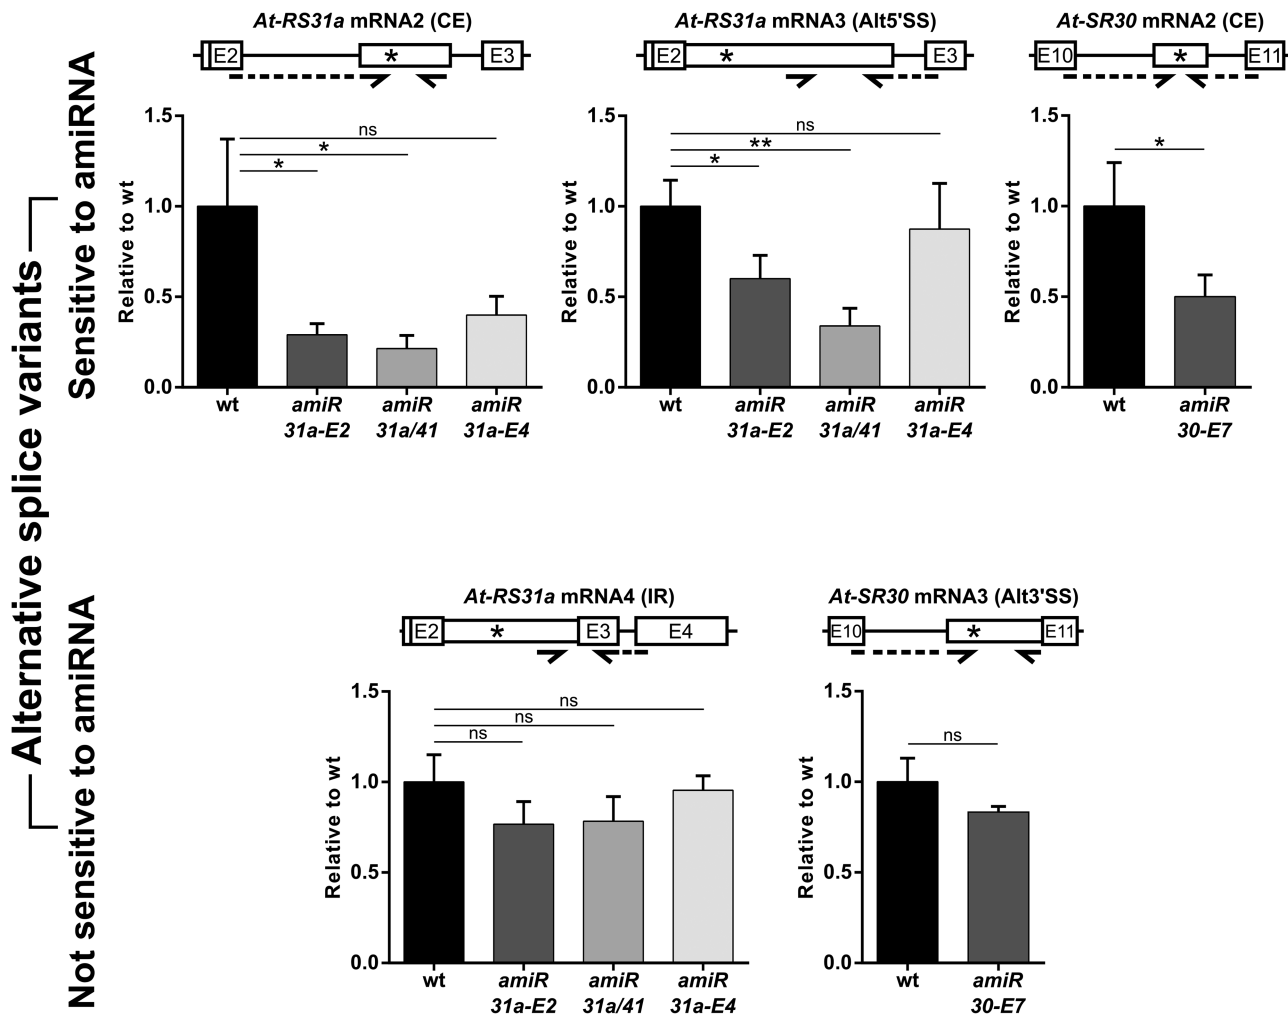 Alternative splice variants
Sensitive to amiRNA
At-RS31a mRNA2 (CE)
E2 * E3
Relative to wt
1.5
1.0
0.5
0.0
ns
*
*
wt
amiR 31a-E2
amiR 31a/41
amiR 31a-E4
At-RS31a mRNA3 (Alt5'SS)
E2 * E3
Relative to wt
1.5
1.0
0.5
0.0
ns
**
*
wt
amiR 31a-E2
amiR 31a/41
amiR 31a-E4
At-SR30 mRNA2 (CE)
E10 * E11
Relative to wt
1.5
1.0
0.5
0.0
*
wt
amiR 30-E7
Not sensitive to amiRNA
At-RS31a mRNA4 (IR)
E2 * E3 E4
Relative to wt
1.5
1.0
0.5
0.0
ns
ns
ns
wt
amiR 31a-E2
amiR 31a/41
amiR 31a-E4
At-SR30 mRNA3 (Alt3'SS)
E10 * E11
Relative to wt
1.5
1.0
0.5
0.0
ns
wt
amiR 30-E7